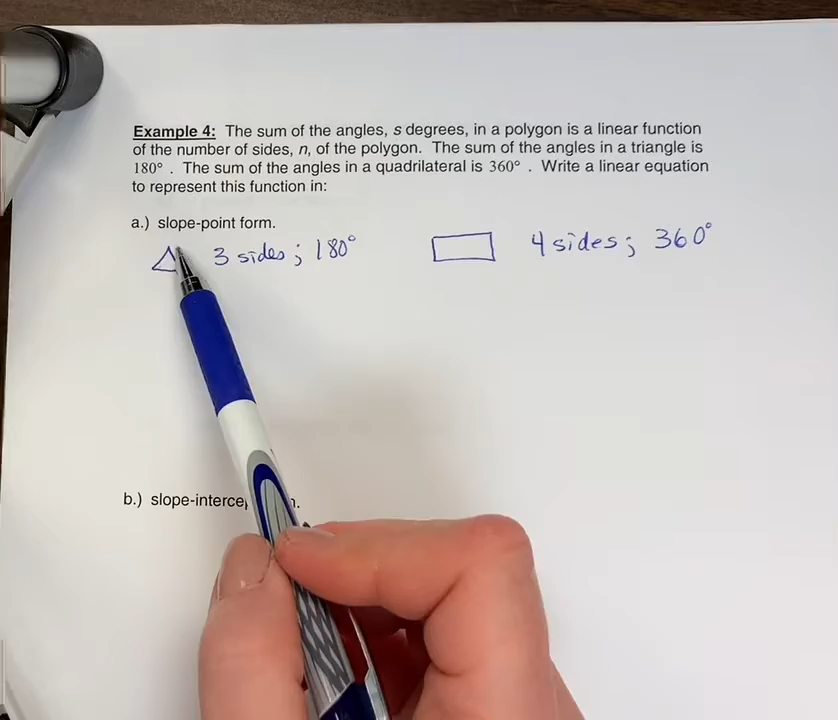 Example 4: The sum of the angles, s degrees, in a polygon is a linear function
of the number of sides, n, of the polygon. The sum of the angles in a triangle is
180° . The sum of the angles in a quadrilateral is 360° . Write a linear equation
to represent this function in:
a.) slope-point form.
3 sides ; 180° 4 sides ; 360°
b.) slope-